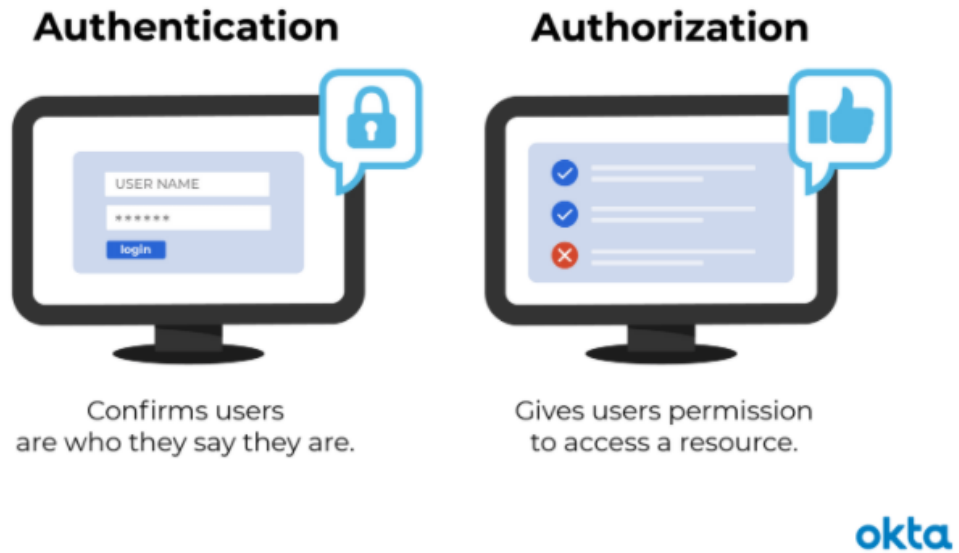 Authentication
Authorization
USER NAME
******
login
Confirms users
are who they say they are.
Gives users permission
to access a resource.
okta